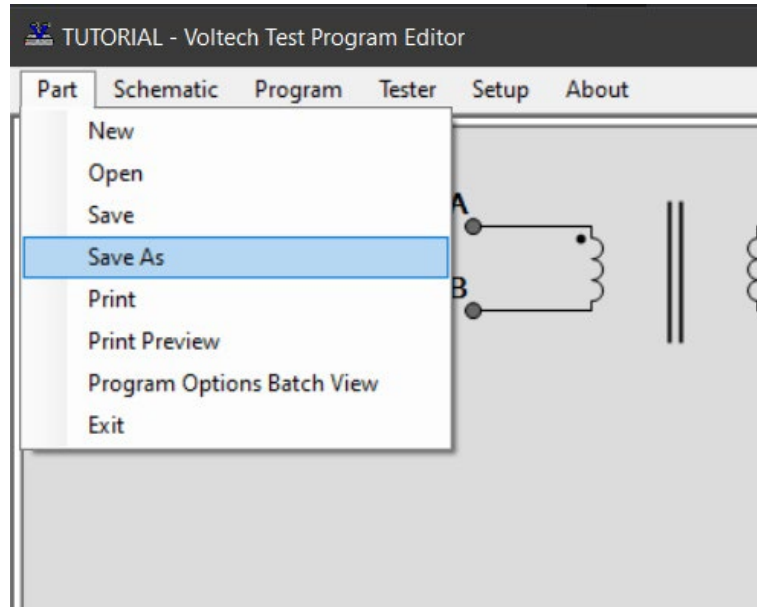 TUTORIAL - Voltech Test Program Editor
Part Schematic Program Tester Setup About
New
Open
Save
Save As
Print
Print Preview
Program Options Batch View
Exit
A
B